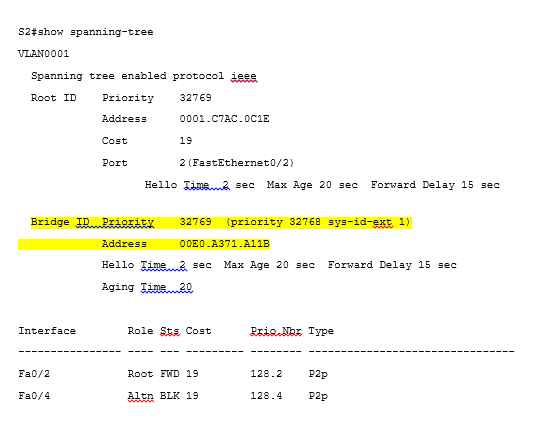 S2#show spanning-tree
VLAN0001
Spanning tree enabled protocol ieee
Root ID Priority 32769
Address 0001.C7AC.0C1E
Cost 19
Port 2(FastEthernet0/2)
Hello Time 2 sec Max Age 20 sec Forward Delay 15 sec
Bridge ID Priority 32769 (priority 32768 sys-id-ext 1)
Address 00E0.A371.A11B
Hello Time 2 sec Max Age 20 sec Forward Delay 15 sec
Aging Time 20
Interface Role Sts Cost Prio.Nbr Type
---------------- ---- --- --------- -------- --------------------------------
Fa0/2 Root FWD 19 128.2 P2p
Fa0/4 Altn BLK 19 128.4 P2p